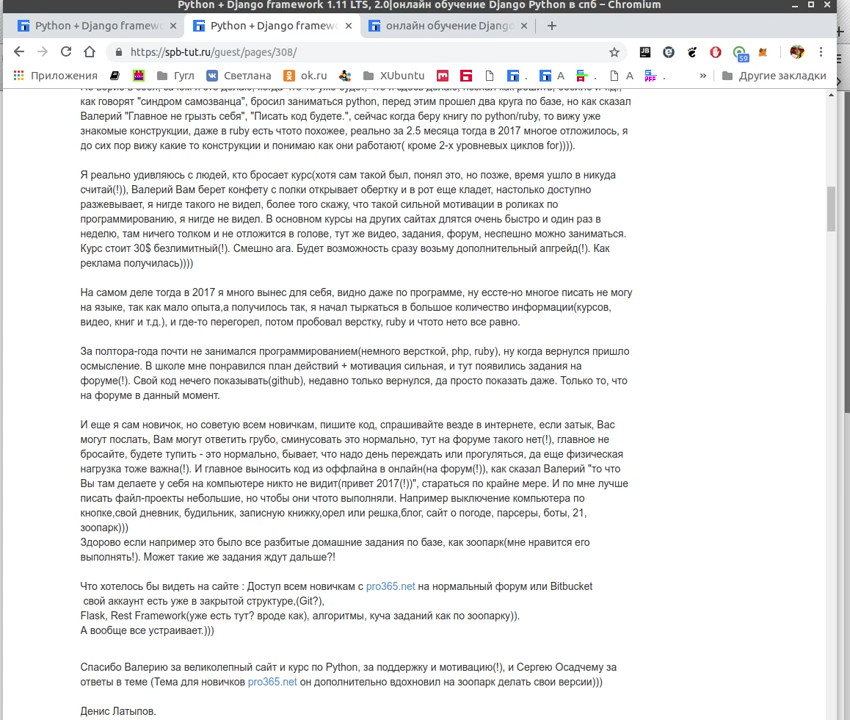 Python + Django framework 1.11 LTS, 2.0|онлайн обучение Django Python в спб – Chromium
Python + Django framewo
Python + Django framewo
онлайн обучение Django
https://spb-tut.ru/guest/pages/308/
59
Приложения
Гугл
Светлана
ok.ru
XUbuntu
Г.
А
Г.
А
»
Другие закладки
как говорят "синдром самозванца", бросил заниматься python, перед этим прошел два круга по базе, но как сказал
Валерий "Главное не грызть себя", "Писать код будете.", сейчас когда беру книгу по python/ruby, то вижу уже
знакомые конструкции, даже в ruby есть чтото похожее, реально за 2.5 месяца тогда в 2017 многое отложилось, я
до сих пор вижу какие то конструкции и понимаю как они работают( кроме 2-х уровневых циклов for)))).
Я реально удивляюсь с людей, кто бросает курс(хотя сам такой был, понял это, но позже, время ушло в никуда
считай(!)), Валерий Вам берет конфету с полки открывает обертку и в рот еще кладет, настолько доступно
разжевывает, я нигде такого не видел, более того скажу, что такой сильной мотивации в роликах по
программированию, я нигде не видел. В основном курсы на других сайтах длятся очень быстро и один раз в
неделю, там ничего толком и не отложится в голове, тут же видео, задания, форум, неспешно можно заниматься.
Курс стоит 30$ безлимитный(!). Смешно ага. Будет возможность сразу возьму дополнительный апгрейд(!). Как
реклама получилась))))
На самом деле тогда в 2017 я много вынес для себя, видно даже по программе, ну ессте-но многое писать не могу
на языке, так как мало опыта,а получилось так, я начал тыркаться в большое количество информации(курсов,
видео, книг и т.д.), и где-то перегорел, потом пробовал верстку, ruby и чтото нето все равно.
За полтора-года почти не занимался программированием(немного версткой, php, ruby), ну когда вернулся пришло
осмысление. В школе мне понравился план действий + мотивация сильная, и тут появились задания на
форуме(!). Свой код нечего показывать(github), недавно только вернулся, да просто показать даже. Только то, что
на форуме в данный момент.
И еще я сам новичок, но советую всем новичкам, пишите код, спрашивайте везде в интернете, если затык, Вас
могут послать, Вам могут ответить грубо, сминусовать это нормально, тут на форуме такого нет(!), главное не
бросайте, будете тупить - это нормально, бывает, что надо день переждать или прогуляться, да еще физическая
нагрузка тоже важна(!). И главное выносить код из оффлайна в онлайн(на форум(!)), как сказал Валерий "то что
Вы там делаете у себя на компьютере никто не видит(привет 2017(!))", стараться по крайне мере. И по мне лучше
писать файл-проекты небольшие, но чтобы они чтото выполняли. Например выключение компьютера по
кнопке,свой дневник, будильник, записную книжку,орел или решка,блог, сайт о погоде, парсеры, боты, 21,
зоопарк)))
Здорово если например это было все разбитые домашние задания по базе, как зоопарк(мне нравится его
выполнять!). Может такие же задания ждут дальше?!
Что хотелось бы видеть на сайте : Доступ всем новичкам с pro365.net на нормальный форум или Bitbucket
свой аккаунт есть уже в закрытой структуре,(Git?),
Flask, Rest Framework(уже есть тут? вроде как), алгоритмы, куча заданий как по зоопарку)).
А вообще все устраивает.)))
Спасибо Валерию за великолепный сайт и курс по Python, за поддержку и мотивацию(!), и Сергею Осадчему за
ответы в теме (Тема для новичков pro365.net он дополнительно вдохновил на зоопарк делать свои версии)))
Денис Латыпов.